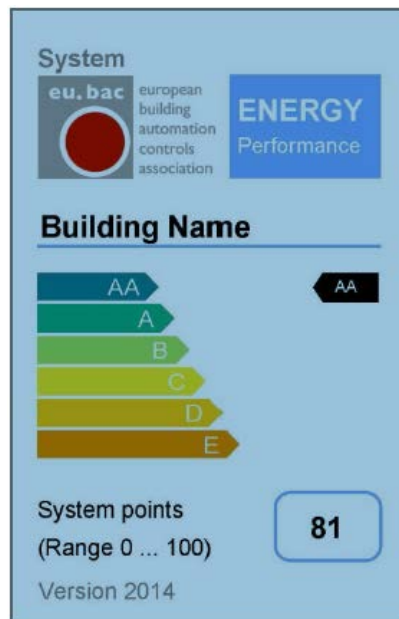 System
eu.bac
european
building
automation
controls
association
ENERGY
Performance
Building Name
AA
AA
A
B
C
D
E
System points
(Range 0 ... 100)
81
Version 2014